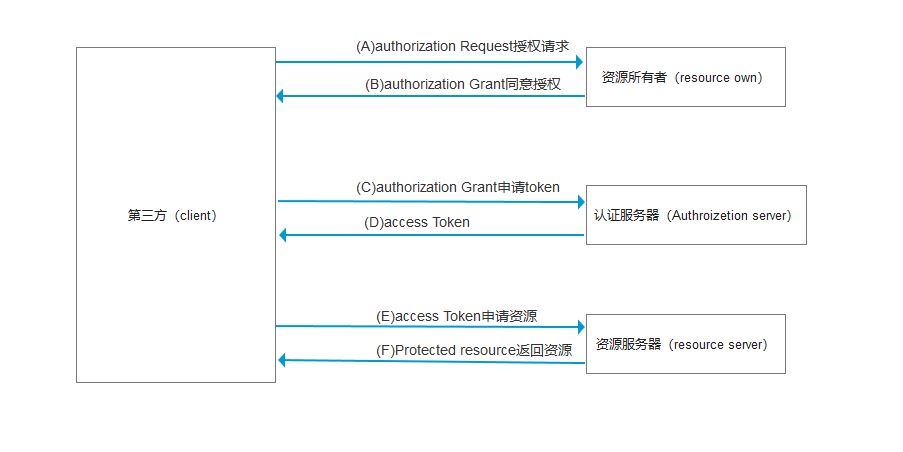 (A)authorization Request授权请求
资源所有者（resource own）
(B)authorization Grant同意授权
(C)authorization Grant申请token
第三方（client）
认证服务器（Authroizetion server）
(D)access Token
(E)access Token申请资源
资源服务器（resource server）
(F)Protected resource返回资源